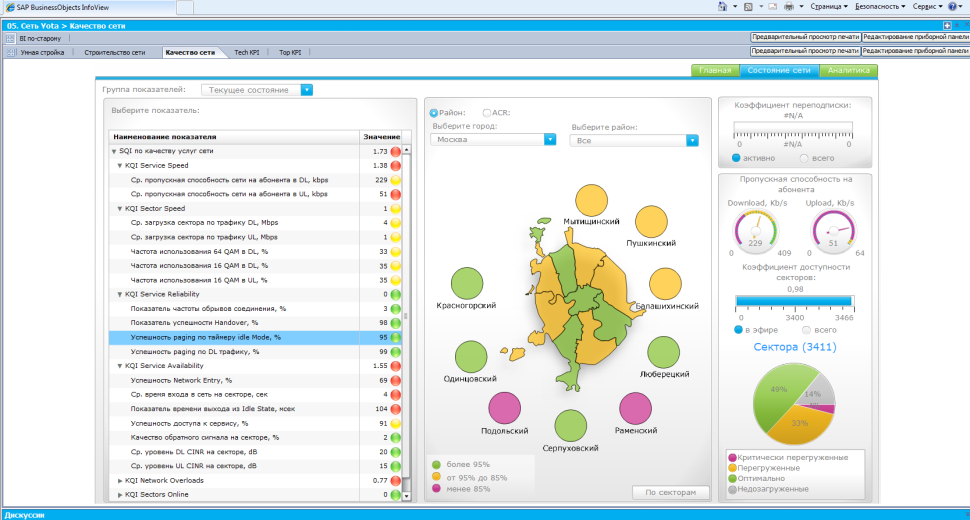 SAP BusinessObjects InfoView
Страница Безопасность Сервис
05. Сеть Yota > Качество сети
BI по-старому
Предварительный просмотр печати Редактирование приборной панели
Умная стройка Строительство сети Качество сети Tech KPI Top KPI
Предварительный просмотр печати Редактирование приборной панели
Главная Состояние сети Аналитика
Группа показателей: Текущее состояние
Выберите показатель:
Наименование показателя Значение
SQI по качеству услуг сети 1.73
KQI Service Speed 1.38
Ср. пропускная способность сети на абонента в DL, kbps 229
Ср. пропускная способность сети на абонента в UL, kbps 51
KQI Sector Speed 1
Ср. загрузка сектора по трафику DL, Mbps 4
Ср. загрузка сектора по трафику UL, Mbps 1
Частота использования 64 QAM в DL, % 33
Частота использования 16 QAM в DL, % 35
Частота использования 16 QAM в UL, % 35
KQI Service Reliability 0
Показатель частоты обрывов соединения, % 3
Показатель успешности Handover, % 98
Успешность paging по таймеру idle Mode, % 95
Успешность paging по DL трафику, % 99
KQI Service Availability 1.55
Успешность Network Entry, % 69
Ср. время входа в сеть на секторе, сек 4
Показатель времени выхода из Idle State, мсек 104
Успешность доступа к сервису, % 91
Качество обратного сигнала на секторе, % 2
Ср. уровень DL CINR на секторе, dB 20
Ср. уровень UL CINR на секторе, dB 15
KQI Network Overloads 0.77
KQI Sectors Online 0
Район: ACR:
Выберите город: Выберите район:
Москва Все
Мытищинский
Пушкинский
Красногорский
Балашихинский
Одинцовский
Люберецкий
Подольский
Раменский
Серпуховский
более 95%
от 95% до 85%
менее 85%
По секторам
Коэффициент переподписки:
#N/A
0 #N/A 0
активно всего
Пропускная способность на
абонента
Download, Kb/s Upload, Kb/s
229 51
0 409 0 64
Коэффициент доступности
секторов:
0,98
0 3400 3466
в эфире всего
Сектора (3411)
49%
14%
4%
33%
Критически перегруженные
Перегруженные
Оптимально
Недозагруженные
Дискуссии